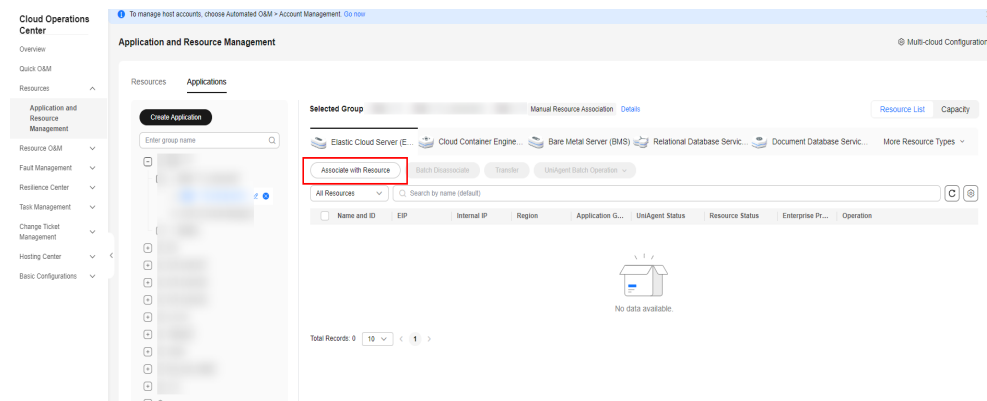 Cloud Operations
Center
Overview
Quick O&M
Resources
Application and
Resource
Management
Resource O&M
Fault Management
Resilience Center
Task Management
Change Ticket
Management
Hosting Center
Basic Configurations
To manage host accounts, choose Automated O&M > Account Management. Go now
Application and Resource Management
Multi-cloud Configuration
Resources Applications
Create Application
Enter group name
Selected Group Manual Resource Association Details
Resource List Capacity
Elastic Cloud Server (E... Cloud Container Engine... Bare Metal Server (BMS) Relational Database Servic... Document Database Servic... More Resource Types
Associate with Resource Batch Disassociate Transfer UniAgent Batch Operation
All Resources Search by name (default)
Name and ID EIP Internal IP Region Application G... UniAgent Status Resource Status Enterprise Pr... Operation
No data available.
Total Records: 0 10 < 1 >